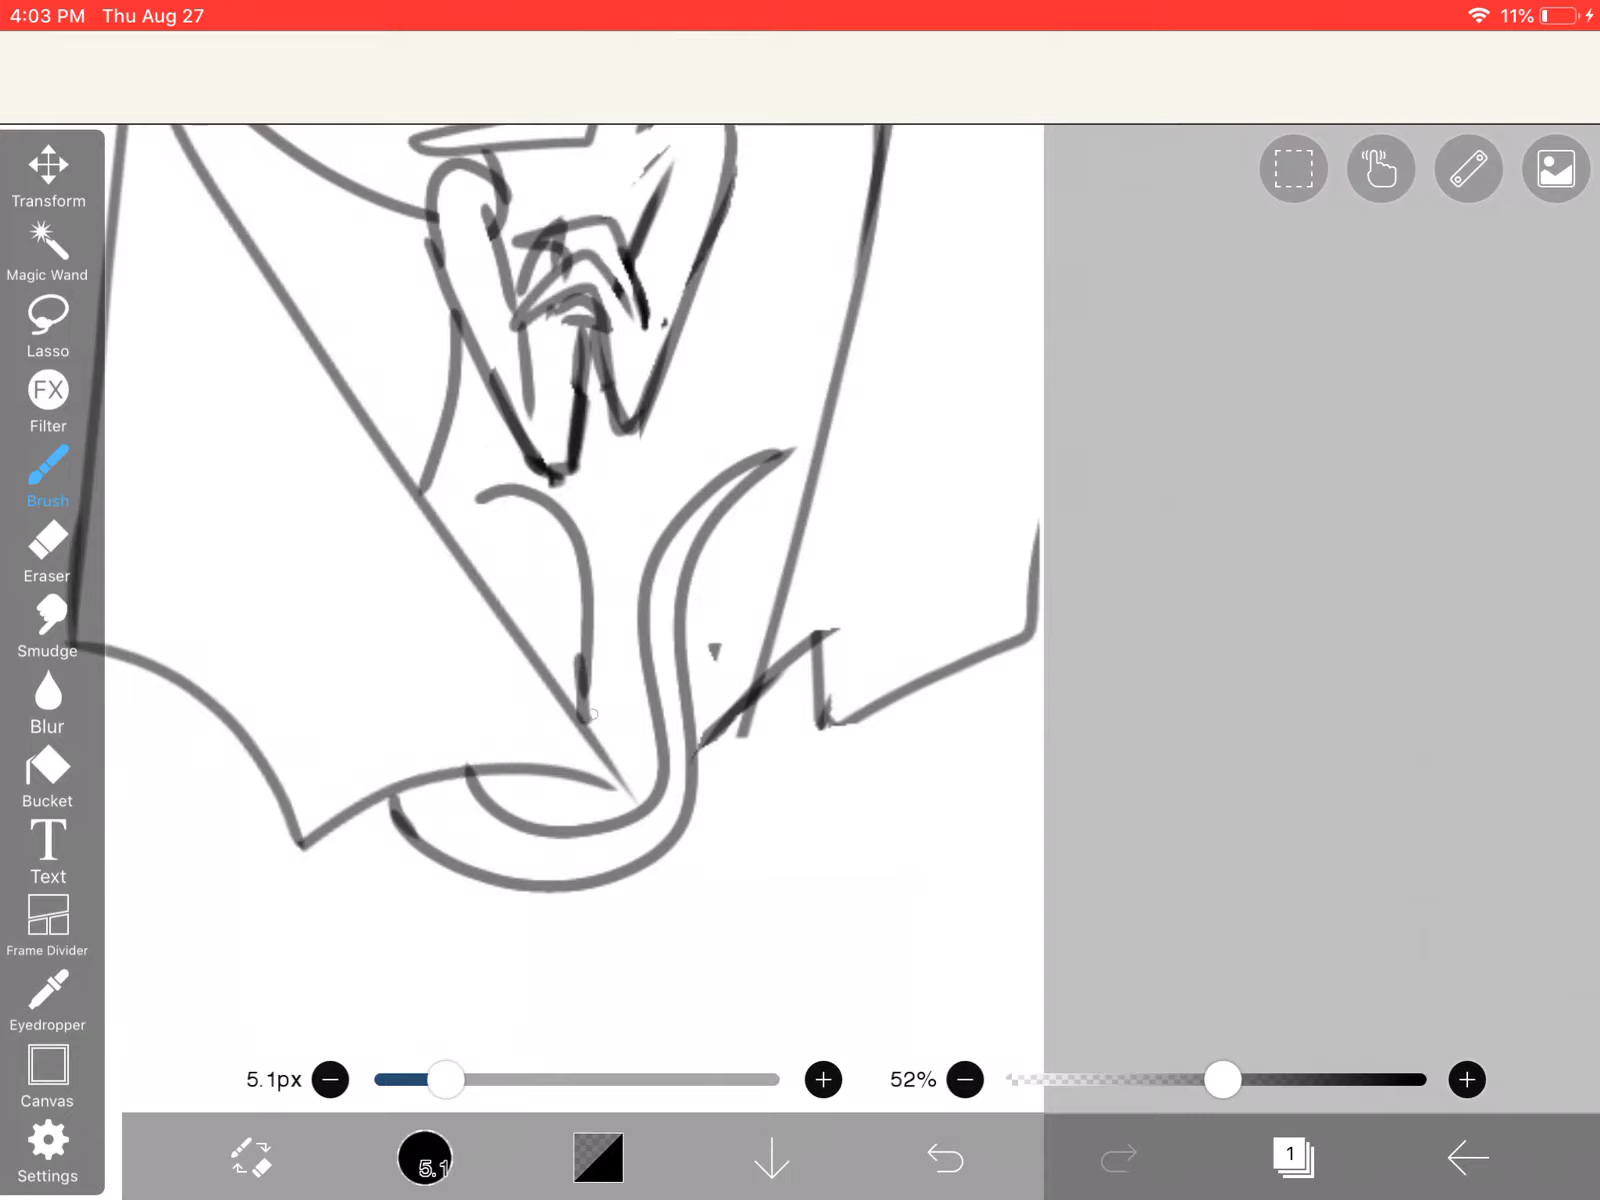 4:03 PM Thu Aug 27
11%
Transform
Magic Wand
Lasso
FX
Filter
Brush
Eraser
Smudge
Blur
Bucket
T
Text
Frame Divider
Eyedropper
Canvas
Settings
5.1px
52%
5.1
1